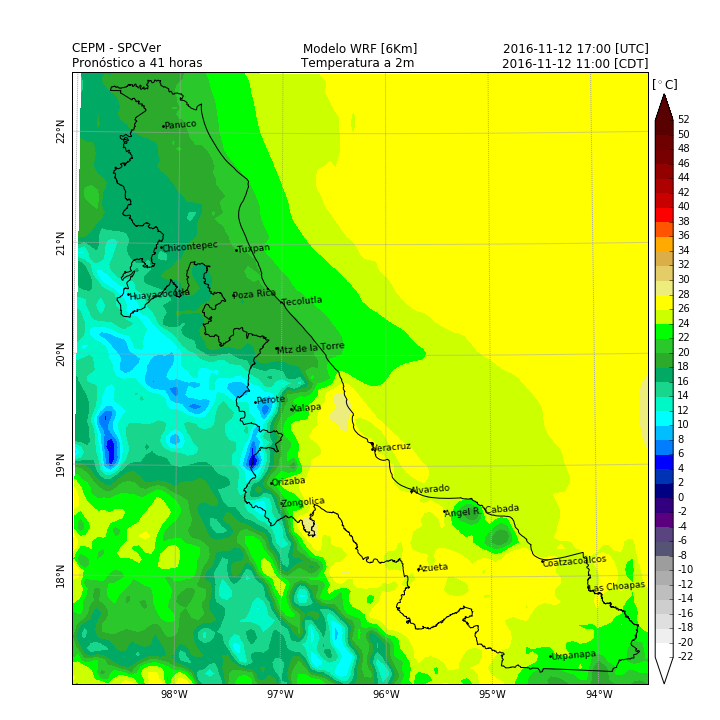 CEPM - SPCVer Modelo WRF [6Km] 2016-11-12 17:00 [UTC]
Pronóstico a 41 horas Temperatura a 2m 2016-11-12 11:00 [CDT]
[°C]
52
50
48
46
44
42
40
38
36
34
32
30
28
26
24
22
20
18
16
14
12
10
8
6
4
2
0
-2
-4
-6
-8
-10
-12
-14
-16
-18
-20
-22
22°N
21°N
20°N
19°N
18°N
Panuco
Chicontepec
Tuxpan
Huayacocotla
Poza Rica
Tecolutla
Mtz de la Torre
Perote
Xalapa
Veracruz
Orizaba
Zongolica
Alvarado
Angel R. Cabada
Azueta
Coatzacoalcos
Las Choapas
Uxpanapa
98°W 97°W 96°W 95°W 94°W